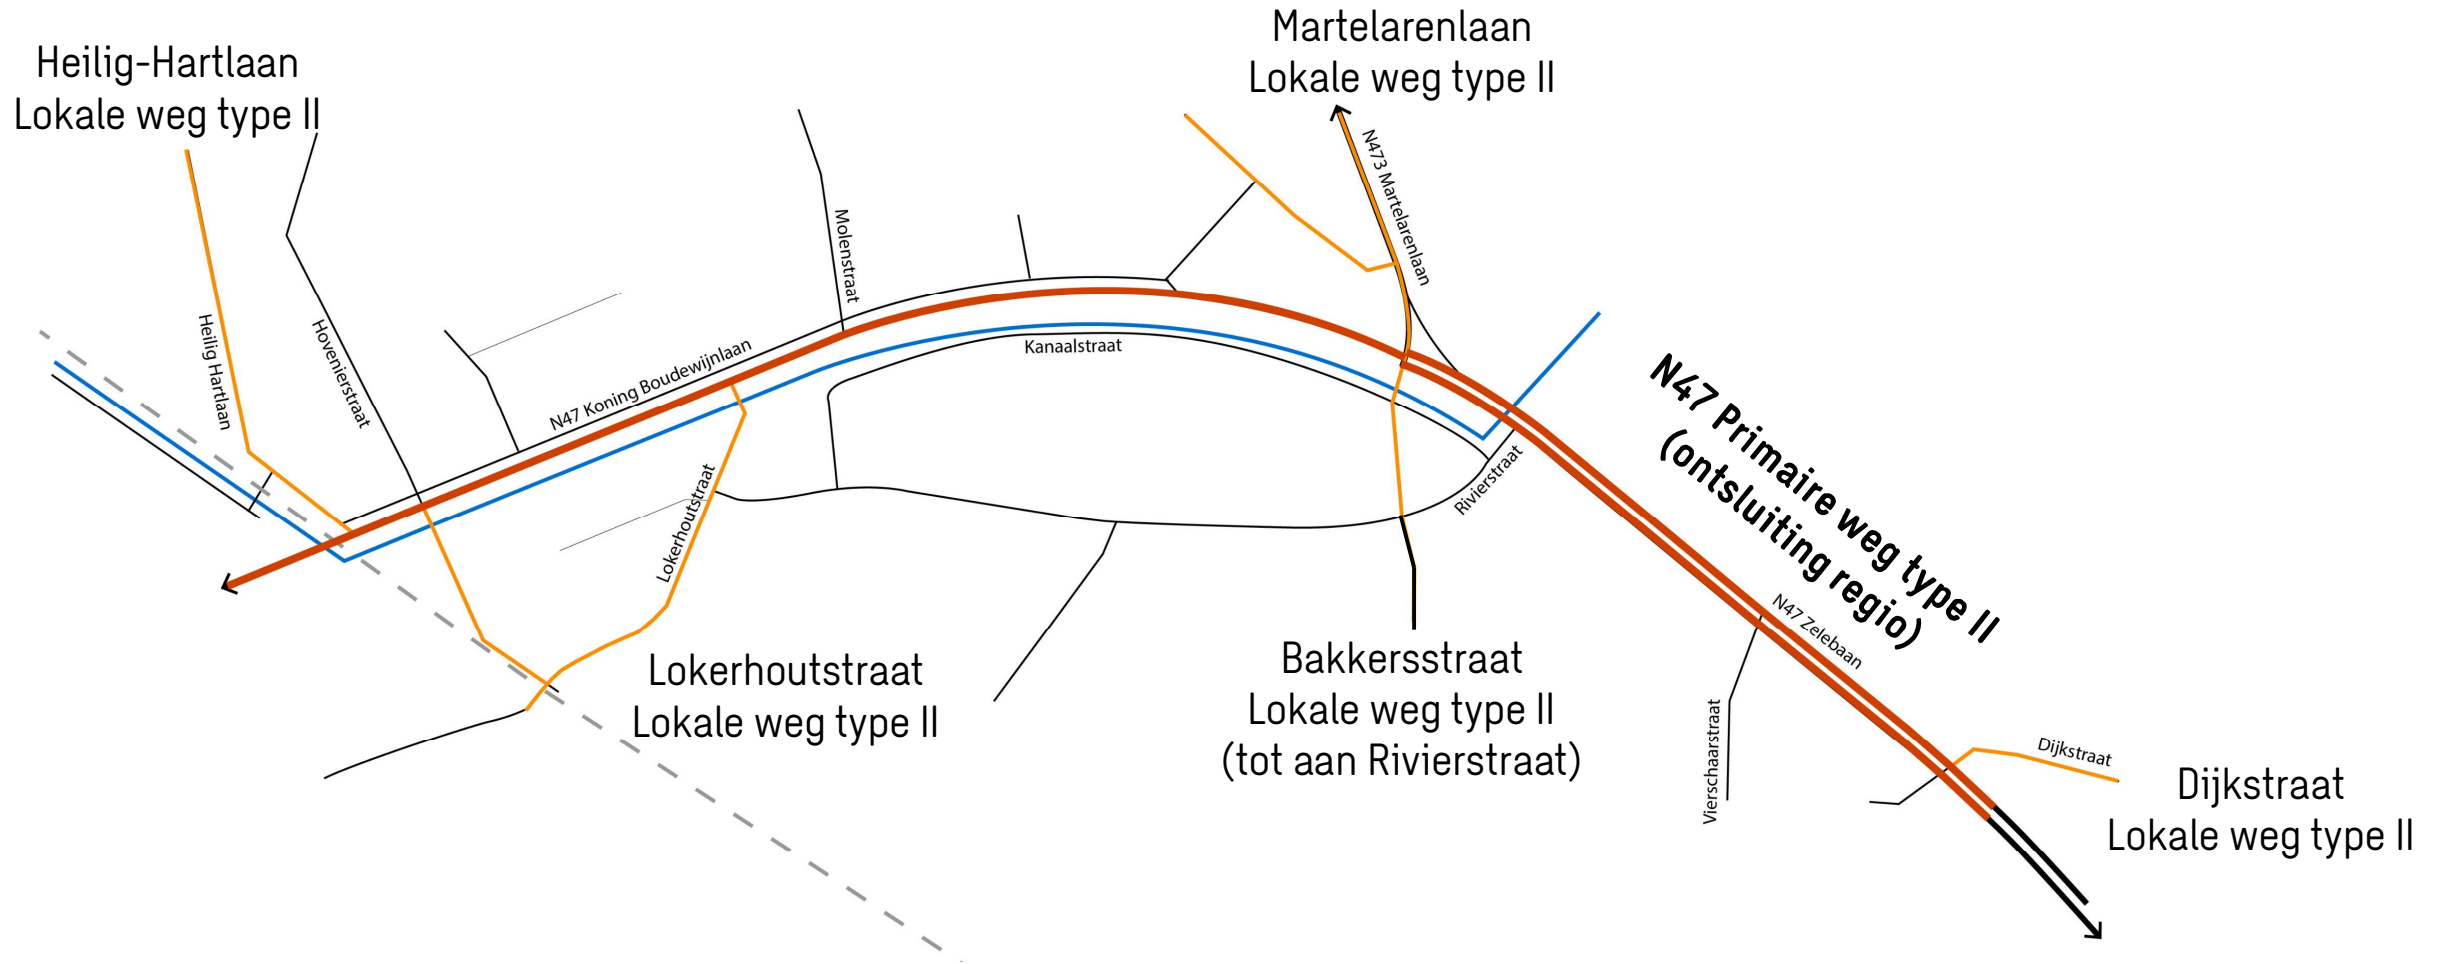 Heilig-Hartlaan
Lokale weg type II
Martelarenlaan
Lokale weg type II
N473 Martelarenlaan
Molenstraat
Heilig Hartlaan
Hovenierstraat
N47 Koning Boudewijnlaan
Kanaalstraat
Lokerhoutstraat
Rivierstraat
N47 Primaire weg type II
(ontsluiting regio)
N47 Zelebaan
Lokerhoutstraat
Lokale weg type II
Bakkersstraat
Lokale weg type II
(tot aan Rivierstraat)
Vierschaarstraat
Dijkstraat
Dijkstraat
Lokale weg type II